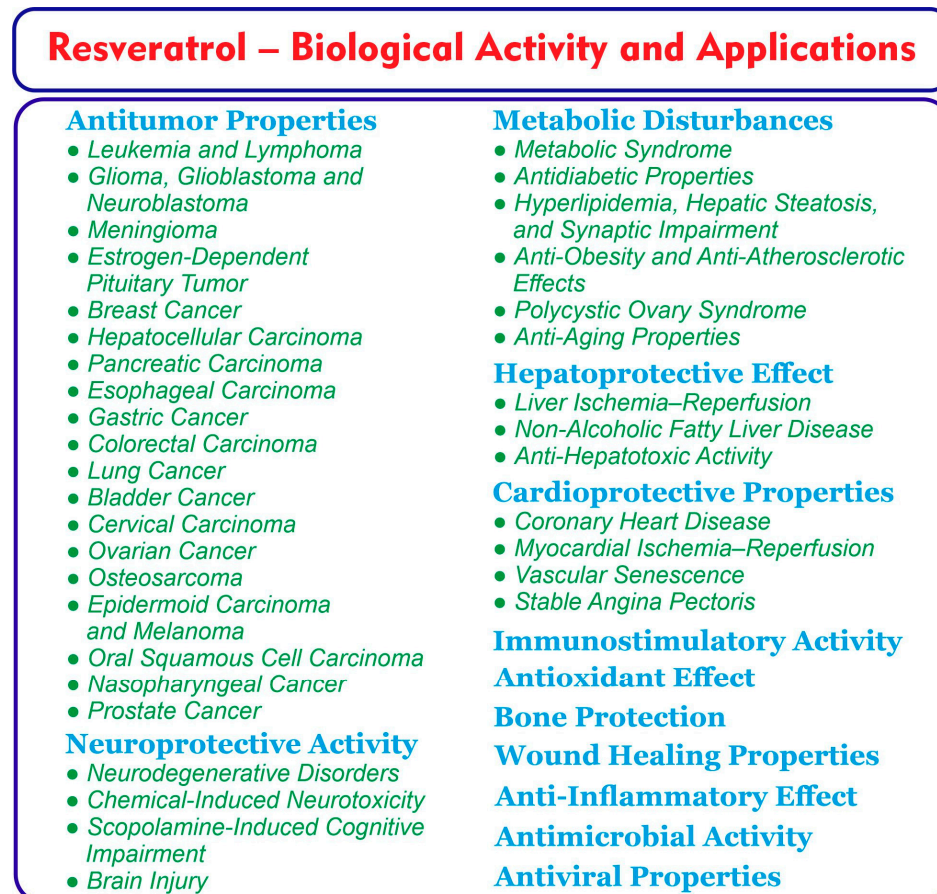 Resveratrol – Biological Activity and Applications
Antitumor Properties
● Leukemia and Lymphoma
● Glioma, Glioblastoma and
Neuroblastoma
● Meningioma
● Estrogen-Dependent
Pituitary Tumor
● Breast Cancer
● Hepatocellular Carcinoma
● Pancreatic Carcinoma
● Esophageal Carcinoma
● Gastric Cancer
● Colorectal Carcinoma
● Lung Cancer
● Bladder Cancer
● Cervical Carcinoma
● Ovarian Cancer
● Osteosarcoma
● Epidermoid Carcinoma
and Melanoma
● Oral Squamous Cell Carcinoma
● Nasopharyngeal Cancer
● Prostate Cancer
Neuroprotective Activity
● Neurodegenerative Disorders
● Chemical-Induced Neurotoxicity
● Scopolamine-Induced Cognitive
Impairment
● Brain Injury
Metabolic Disturbances
● Metabolic Syndrome
● Antidiabetic Properties
● Hyperlipidemia, Hepatic Steatosis,
and Synaptic Impairment
● Anti-Obesity and Anti-Atherosclerotic
Effects
● Polycystic Ovary Syndrome
● Anti-Aging Properties
Hepatoprotective Effect
● Liver Ischemia–Reperfusion
● Non-Alcoholic Fatty Liver Disease
● Anti-Hepatotoxic Activity
Cardioprotective Properties
● Coronary Heart Disease
● Myocardial Ischemia–Reperfusion
● Vascular Senescence
● Stable Angina Pectoris
Immunostimulatory Activity
Antioxidant Effect
Bone Protection
Wound Healing Properties
Anti-Inflammatory Effect
Antimicrobial Activity
Antiviral Properties